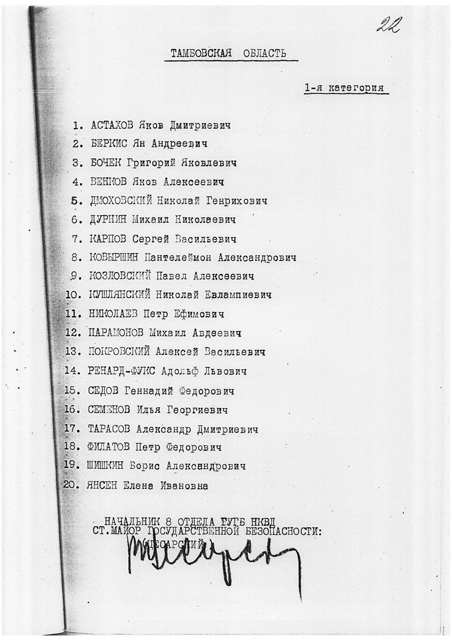 22
ТАМБОВСКАЯ ОБЛАСТЬ
1-я категория
1. АСТАХОВ Яков Дмитриевич
2. БЕРКИС Ян Андреевич
3. БОЧЕК Григорий Яковлевич
4. ВЕНКОВ Яков Алексеевич
5. ДМОХОВСКИЙ Николай Генрихович
6. ДУРНИН Михаил Николаевич
7. КАРПОВ Сергей Васильевич
8. КОВЫРШИН Пантелеймон Александрович
9. КОЗЛОВСКИЙ Павел Алексеевич
10. КУШЛЯНСКИЙ Николай Евлампиевич
11. НИКОЛАЕВ Петр Ефимович
12. ПАРАМОНОВ Михаил Авдеевич
13. ПОКРОВСКИЙ Алексей Васильевич
14. РЕНАРД-ФУКС Адольф Львович
15. СЕДОВ Геннадий Федорович
16. СЕМЕНОВ Илья Георгиевич
17. ТАРАСОВ Александр Дмитриевич
18. ФИЛАТОВ Петр Федорович
19. ШИШКИН Борис Александрович
20. ЯНСЕН Елена Ивановна
НАЧАЛЬНИК 8 ОТДЕЛА ГУГБ НКВД
СТ.МАЙОР ГОСУДАРСТВЕННОЙ БЕЗОПАСНОСТИ: